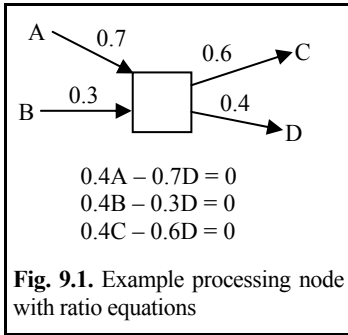 A
0.7
0.6
C
B
0.3
0.4
D
0.4A – 0.7D = 0
0.4B – 0.3D = 0
0.4C – 0.6D = 0
Fig. 9.1. Example processing node
with ratio equations